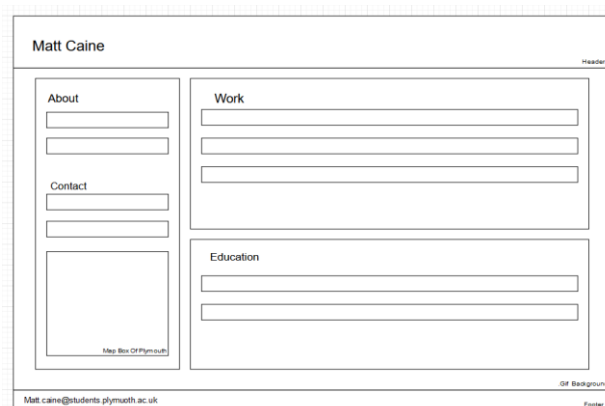 Matt Caine
Header
About
Contact
Map Box Of Plymouth
Work
Education
.Gif Background
Matt.caine@students.plymuoth.ac.uk
Footer